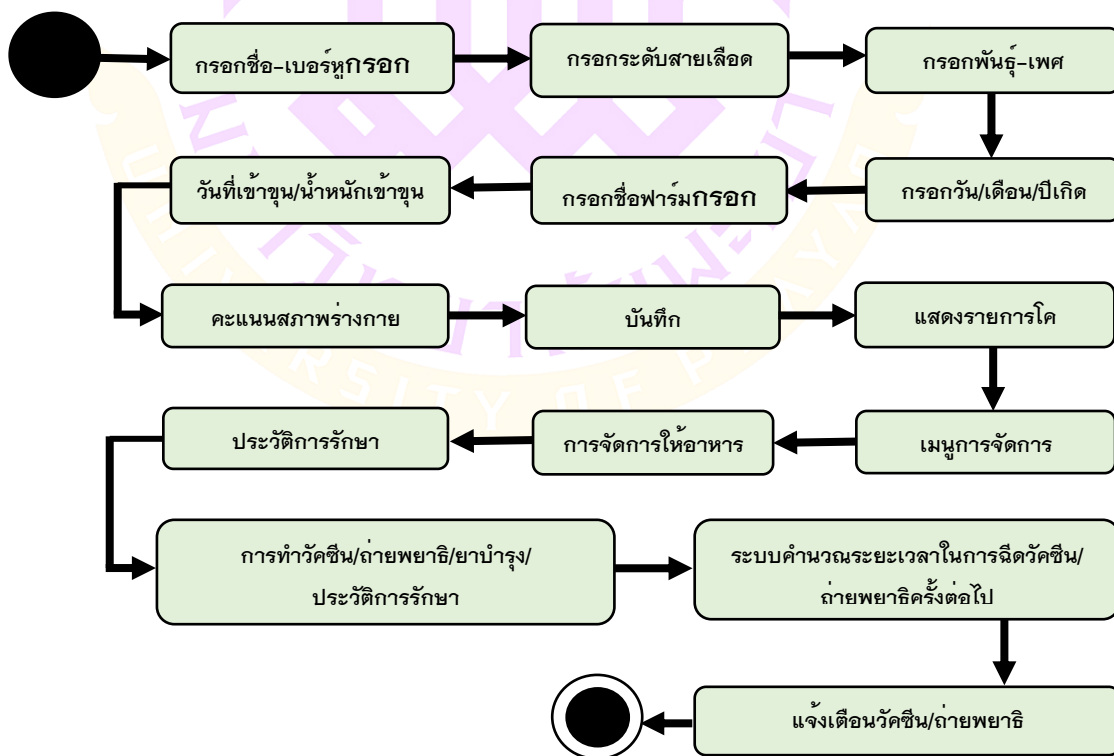 กรอกชื่อ-เบอร์หูกรอก
กรอกระดับสายเลือด
กรอกพันธุ์-เพศ
กรอกวัน/เดือน/ปีเกิด
กรอกชื่อฟาร์มกรอก
วันที่เข้าขุน/น้ำหนักเข้าขุน
คะแนนสภาพร่างกาย
บันทึก
แสดงรายการโค
เมนูการจัดการ
การจัดการให้อาหาร
ประวัติการรักษา
การทำวัคซีน/ถ่ายพยาธิ/ยาบำรุง/
ประวัติการรักษา
ระบบคำนวณระยะเวลาในการฉีดวัคซีน/
ถ่ายพยาธิครั้งต่อไป
แจ้งเตือนวัคซีน/ถ่ายพยาธิ